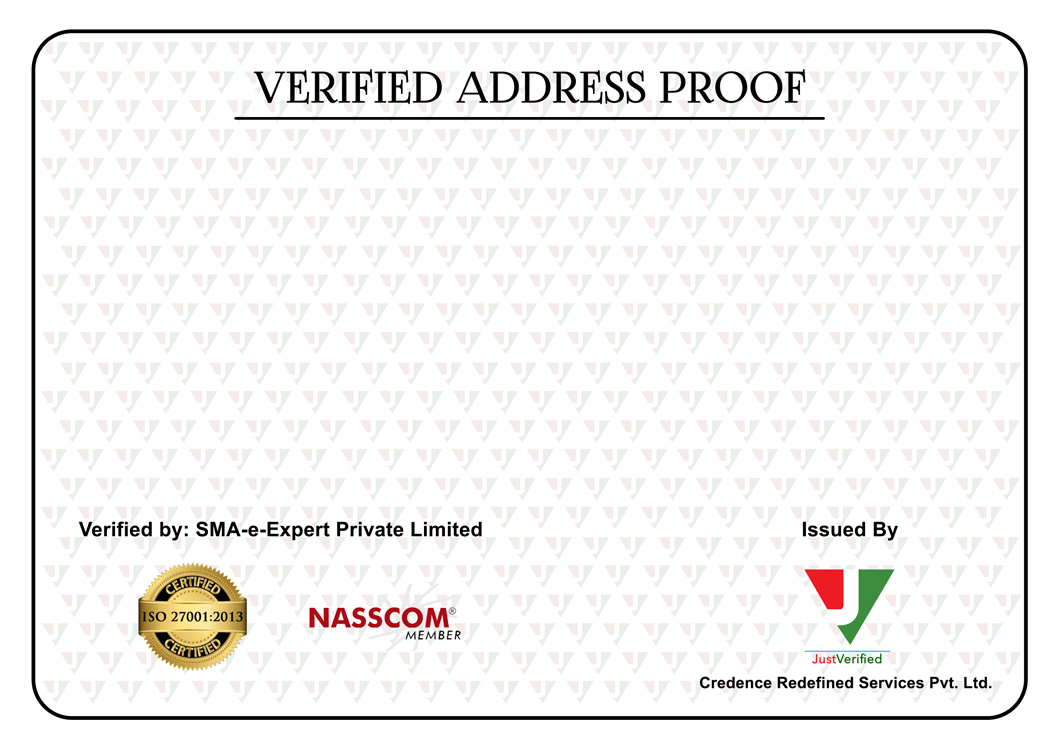 VERIFIED ADDRESS PROOF
Verified by: SMA-e-Expert Private Limited
Issued By
CERTIFIED
ISO 27001:2013
CERTIFIED
NASSCOM®
MEMBER
JustVerified
Credence Redefined Services Pvt. Ltd.